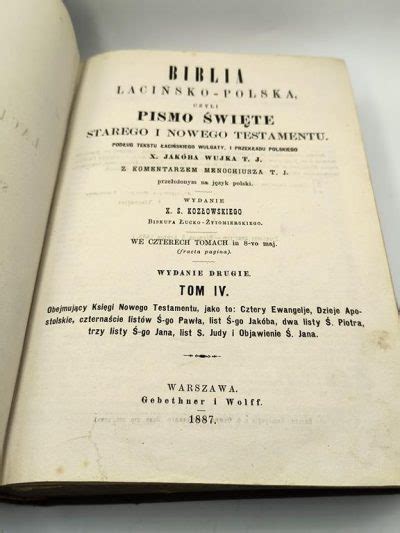 BIBLIA
ŁACIŃSKO-POLSKA,
CZYLI
PISMO ŚWIĘTE
STAREGO I NOWEGO TESTAMENTU.
PODŁUG TEKSTU ŁACIŃSKIEGO WULGATY, I PRZEKŁADU POLSKIEGO
X. JAKÓBA WUJKA T. J.
Z KOMENTARZEM MENOCHIUSZA T. J.
przełożonym na język polski.
WYDANIE
X. S. KOZŁOWSKIEGO
BISKUPA ŁUCKO-ŻYTOMIERSKIEGO.
WE CZTERECH TOMACH in 8-vo maj.
(fracta pagina).
WYDANIE DRUGIE.
TOM IV.
Obejmujący Księgi Nowego Testamentu, jako to: Cztery Ewangelje, Dzieje Apo-
stolskie, czternaście listów Ś-go Pawła, list Ś-go Jakóba, dwa listy Ś. Piotra,
trzy listy Ś-go Jana, list S. Judy i Objawienie Ś. Jana.
WARSZAWA.
Gebethner i Wolff.
1887.